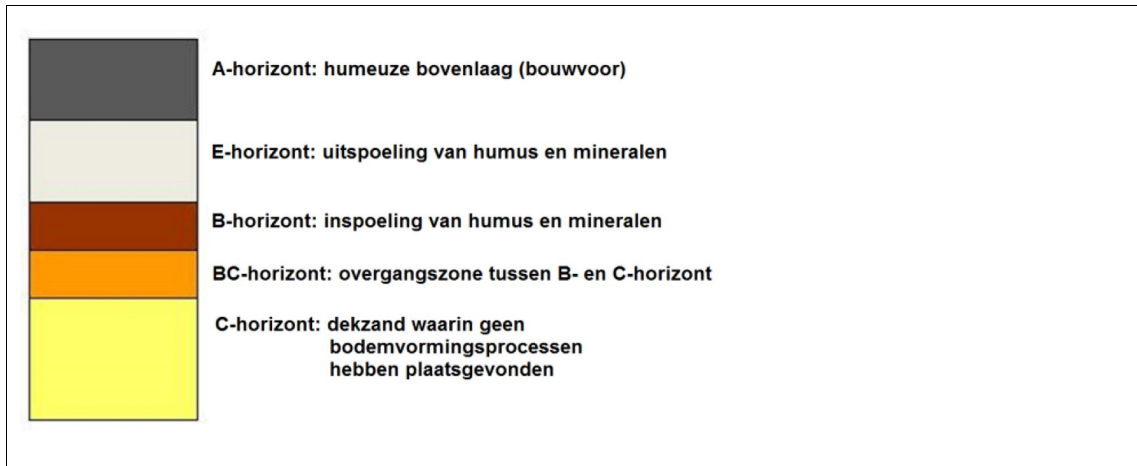 A-horizont: humeuze bovenlaag (bouwvoor)
E-horizont: uitspoeling van humus en mineralen
B-horizont: inspoeling van humus en mineralen
BC-horizont: overgangszone tussen B- en C-horizont
C-horizont: dekzand waarin geen
bodemvormingsprocessen
hebben plaatsgevonden